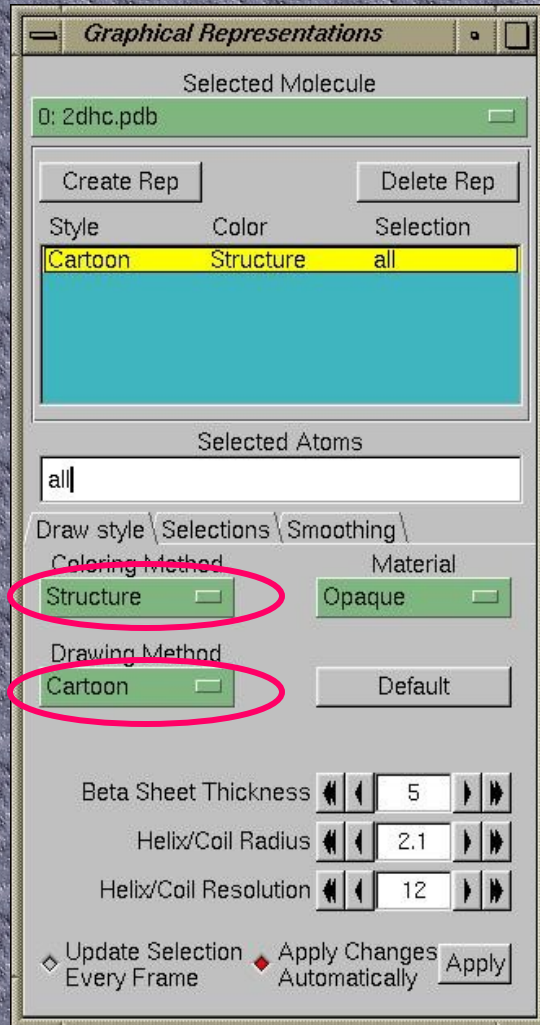 Graphical Representations
Selected Molecule
0: 2dhc.pdb
Create Rep Delete Rep
Style Color Selection
Cartoon Structure all
Selected Atoms
all
Draw style Selections Smoothing
Coloring Method Material
Structure Opaque
Drawing Method
Cartoon Default
Beta Sheet Thickness 5
Helix/Coil Radius 2.1
Helix/Coil Resolution 12
Update Selection Apply Changes Apply
Every Frame Automatically